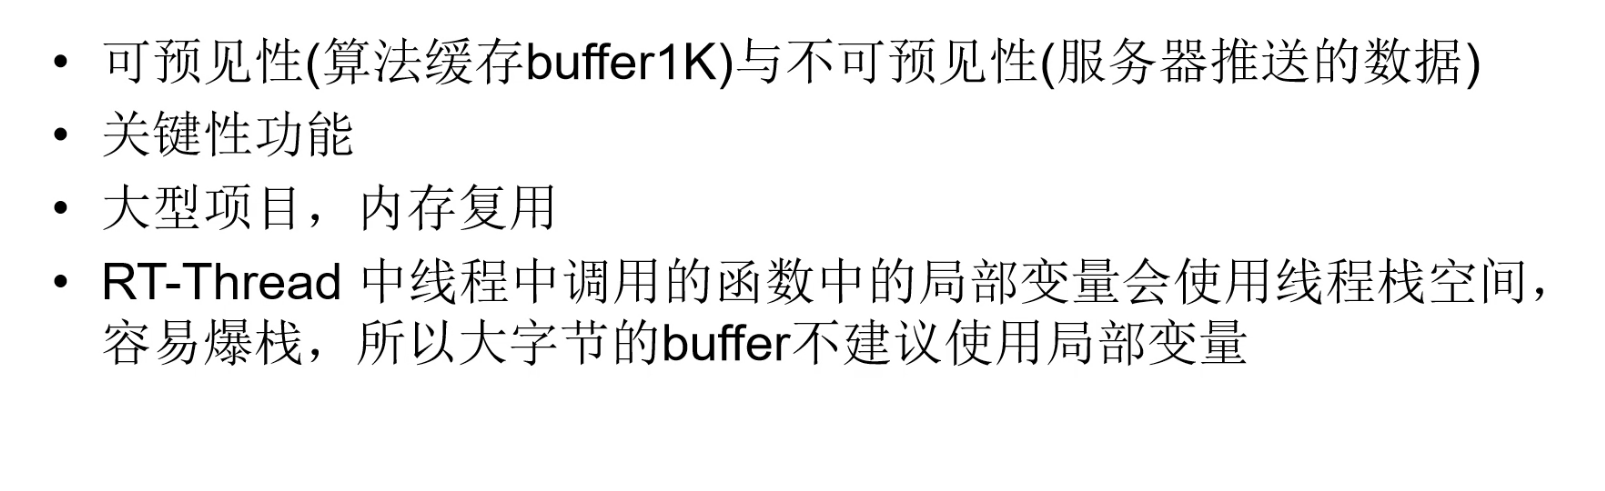 • 可预见性(算法缓存buffer1K)与不可预见性(服务器推送的数据)
• 关键性功能
• 大型项目，内存复用
• RT-Thread 中线程中调用的函数中的局部变量会使用线程栈空间，
容易爆栈，所以大字节的buffer不建议使用局部变量